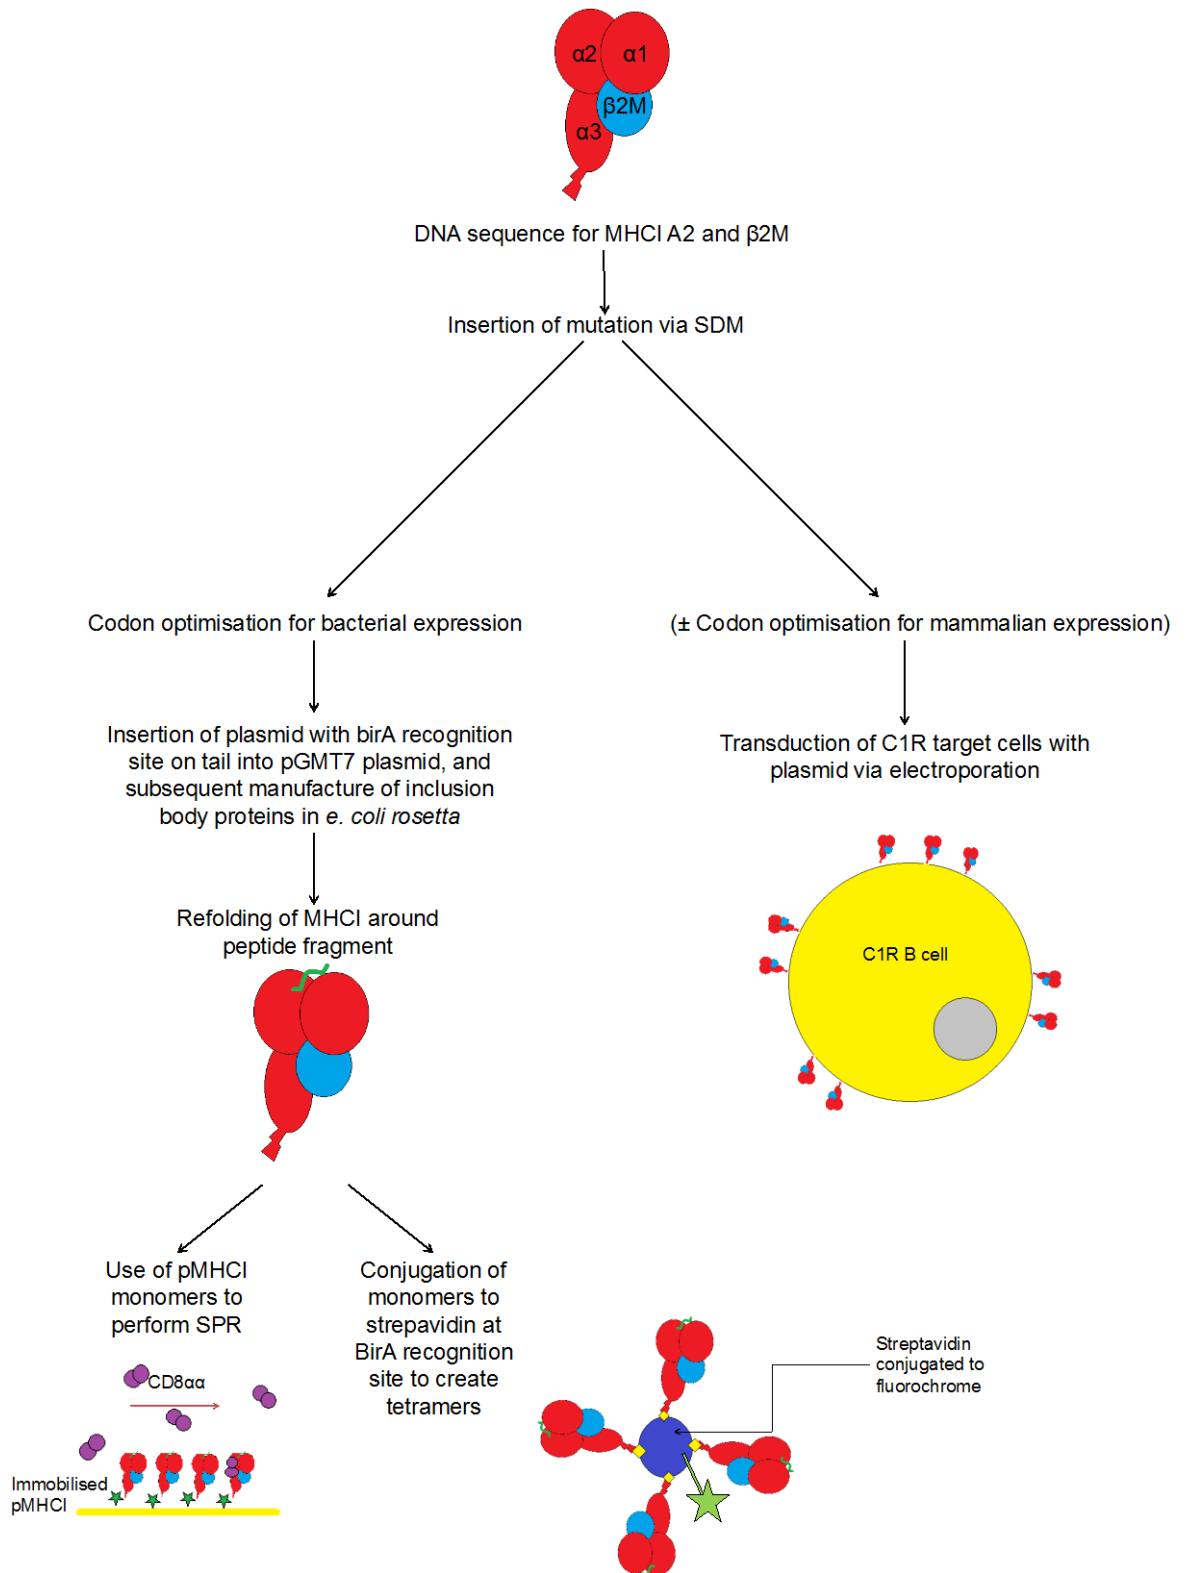 α2
α1
β2M
α3
DNA sequence for MHCI A2 and β2M
Insertion of mutation via SDM
Codon optimisation for bacterial expression
(± Codon optimisation for mammalian expression)
Insertion of plasmid with birA recognition
site on tail into pGMT7 plasmid, and
subsequent manufacture of inclusion
body proteins in e. coli rosetta
Transduction of C1R target cells with
plasmid via electroporation
Refolding of MHCI around
peptide fragment
C1R B cell
Use of pMHCI
monomers to
perform SPR
Conjugation of
monomers to
strepavidin at
BirA recognition
site to create
tetramers
CD8αα
Immobilised
pMHCI
Streptavidin
conjugated to
fluorochrome